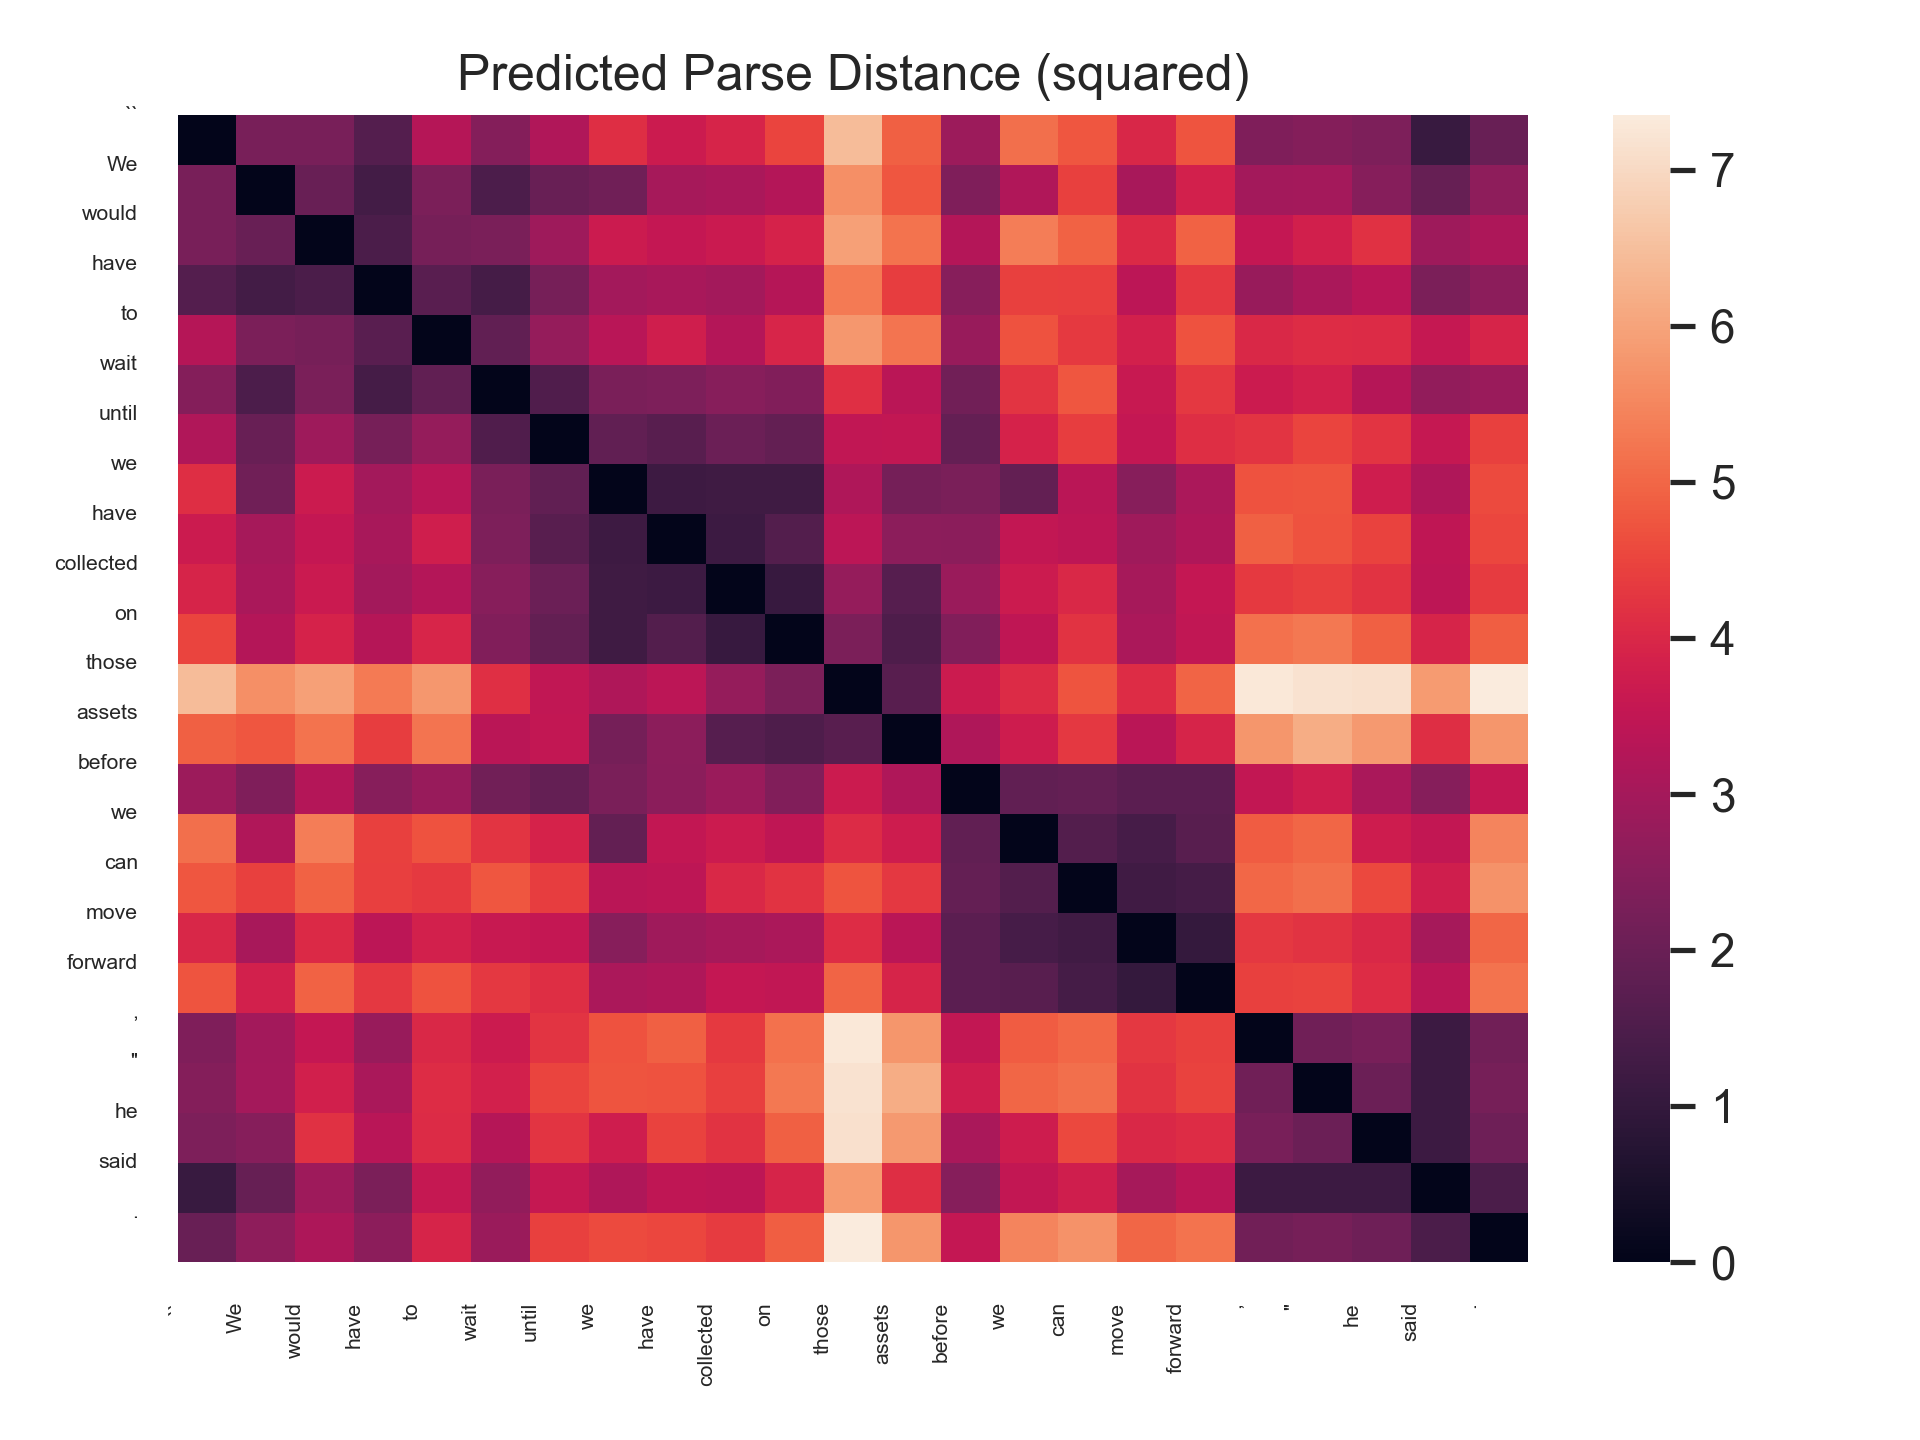 Predicted Parse Distance (squared)
``
We
would
have
to
wait
until
we
have
collected
on
those
assets
before
we
can
move
forward
,
"
he
said
.
7
6
5
4
3
2
1
0
`` We would have to wait until we have collected on those assets before we can move forward , " he said .